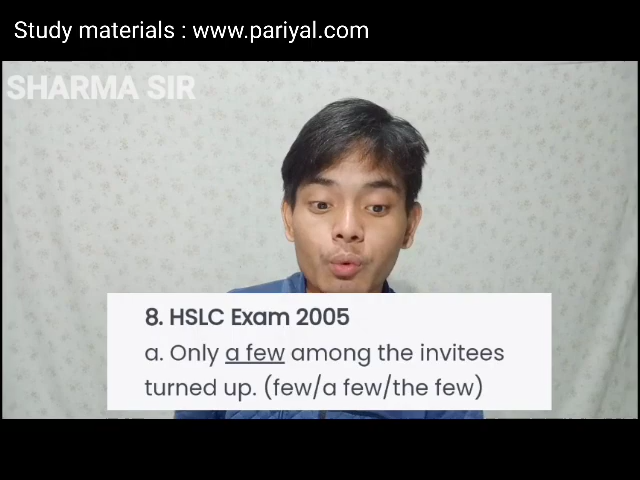 Study materials : www.pariyal.com
SHARMA SIR
8. HSLC Exam 2005
a. Only a few among the invitees
turned up. (few/a few/the few)